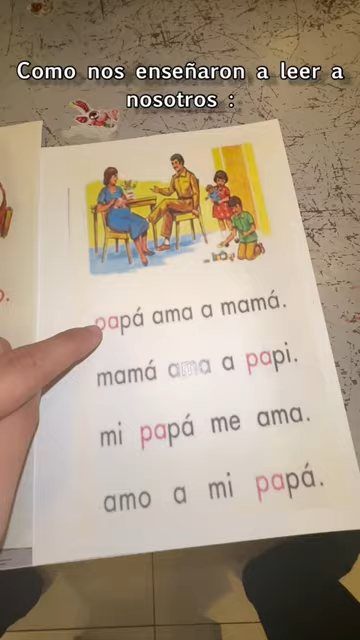 Como nos enseñaron a leer a
nosotros :
papá ama a mamá.
mamá ama a papi.
mi papá me ama.
amo a mi papá.